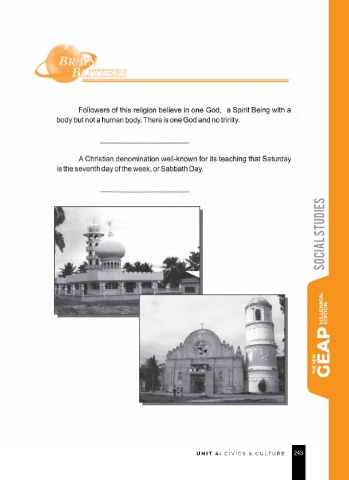 BRAIN
BLITZERS
Followers of this religion believe in one God, a Spirit Being with a
body but not a human body. There is one God and no trinity.
A Christian denomination well-known for its teaching that Saturday
is the seventh day of the week, or Sabbath Day.
SOCIAL STUDIES
THE NEW
GEAP
MILLENNIAL
EDITION
UNIT 4| CIVICS & CULTURE 243